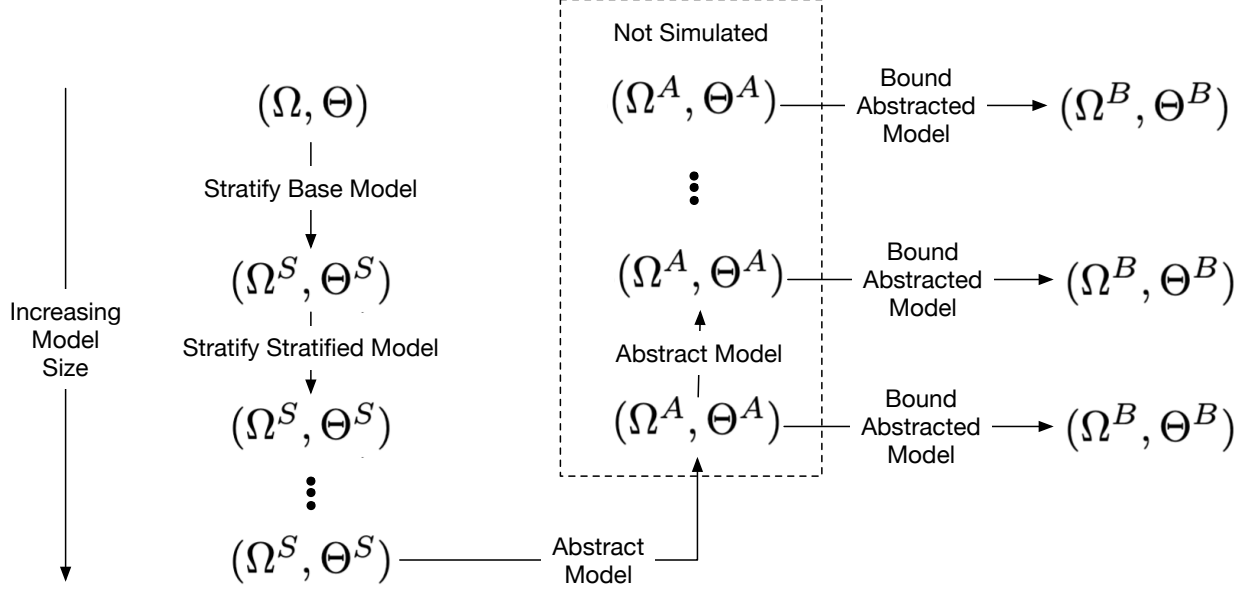 Not Simulated
(Ω, Θ)
(Ω^A, Θ^A)
Bound
Abstracted
Model
(Ω^B, Θ^B)
Stratify Base Model
(Ω^S, Θ^S)
(Ω^A, Θ^A)
Bound
Abstracted
Model
(Ω^B, Θ^B)
Increasing
Model
Size
Stratify Stratified Model
Abstract Model
(Ω^S, Θ^S)
(Ω^A, Θ^A)
Bound
Abstracted
Model
(Ω^B, Θ^B)
(Ω^S, Θ^S)
Abstract
Model